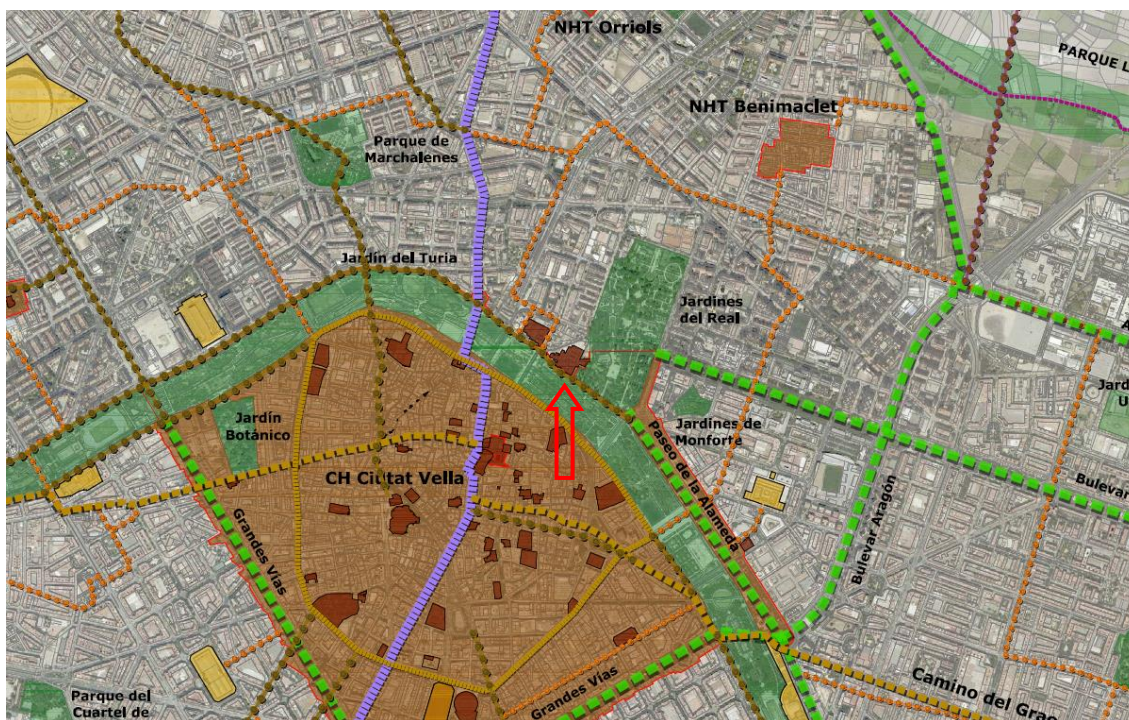 NHT Orriols
PARQUE L
NHT Benimaclet
Parque de
Marchalenes
Jardín del Turia
Jardines
del Real
A
Jard
U
Jardín
Botánico
Jardines de
Monforte
Paseo de la Alameda
CH Ciutat Vella
Bulevar
Grandes Vías
Bulevar Aragón
Camino del Gran
Grandes Vías
Parque del
Cuartel de